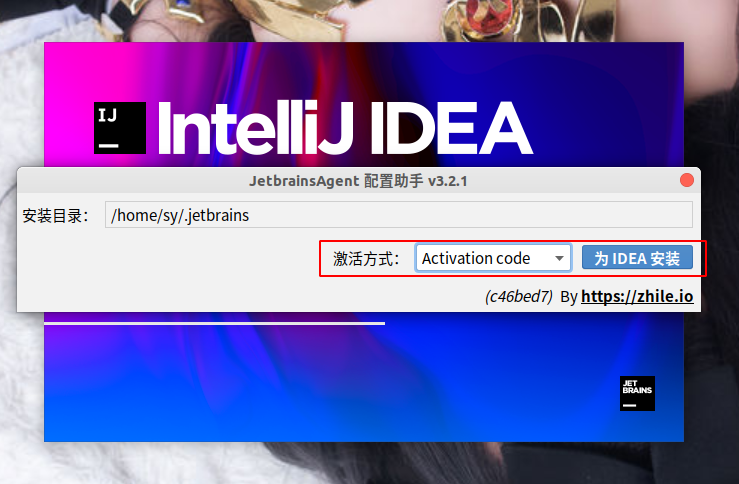 IJ
IntelliJ IDEA
JetbrainsAgent 配置助手 v3.2.1
安装目录： /home/sy/.jetbrains
激活方式： Activation code 为 IDEA 安装
(c46bed7) By https://zhile.io
JET
BRAINS